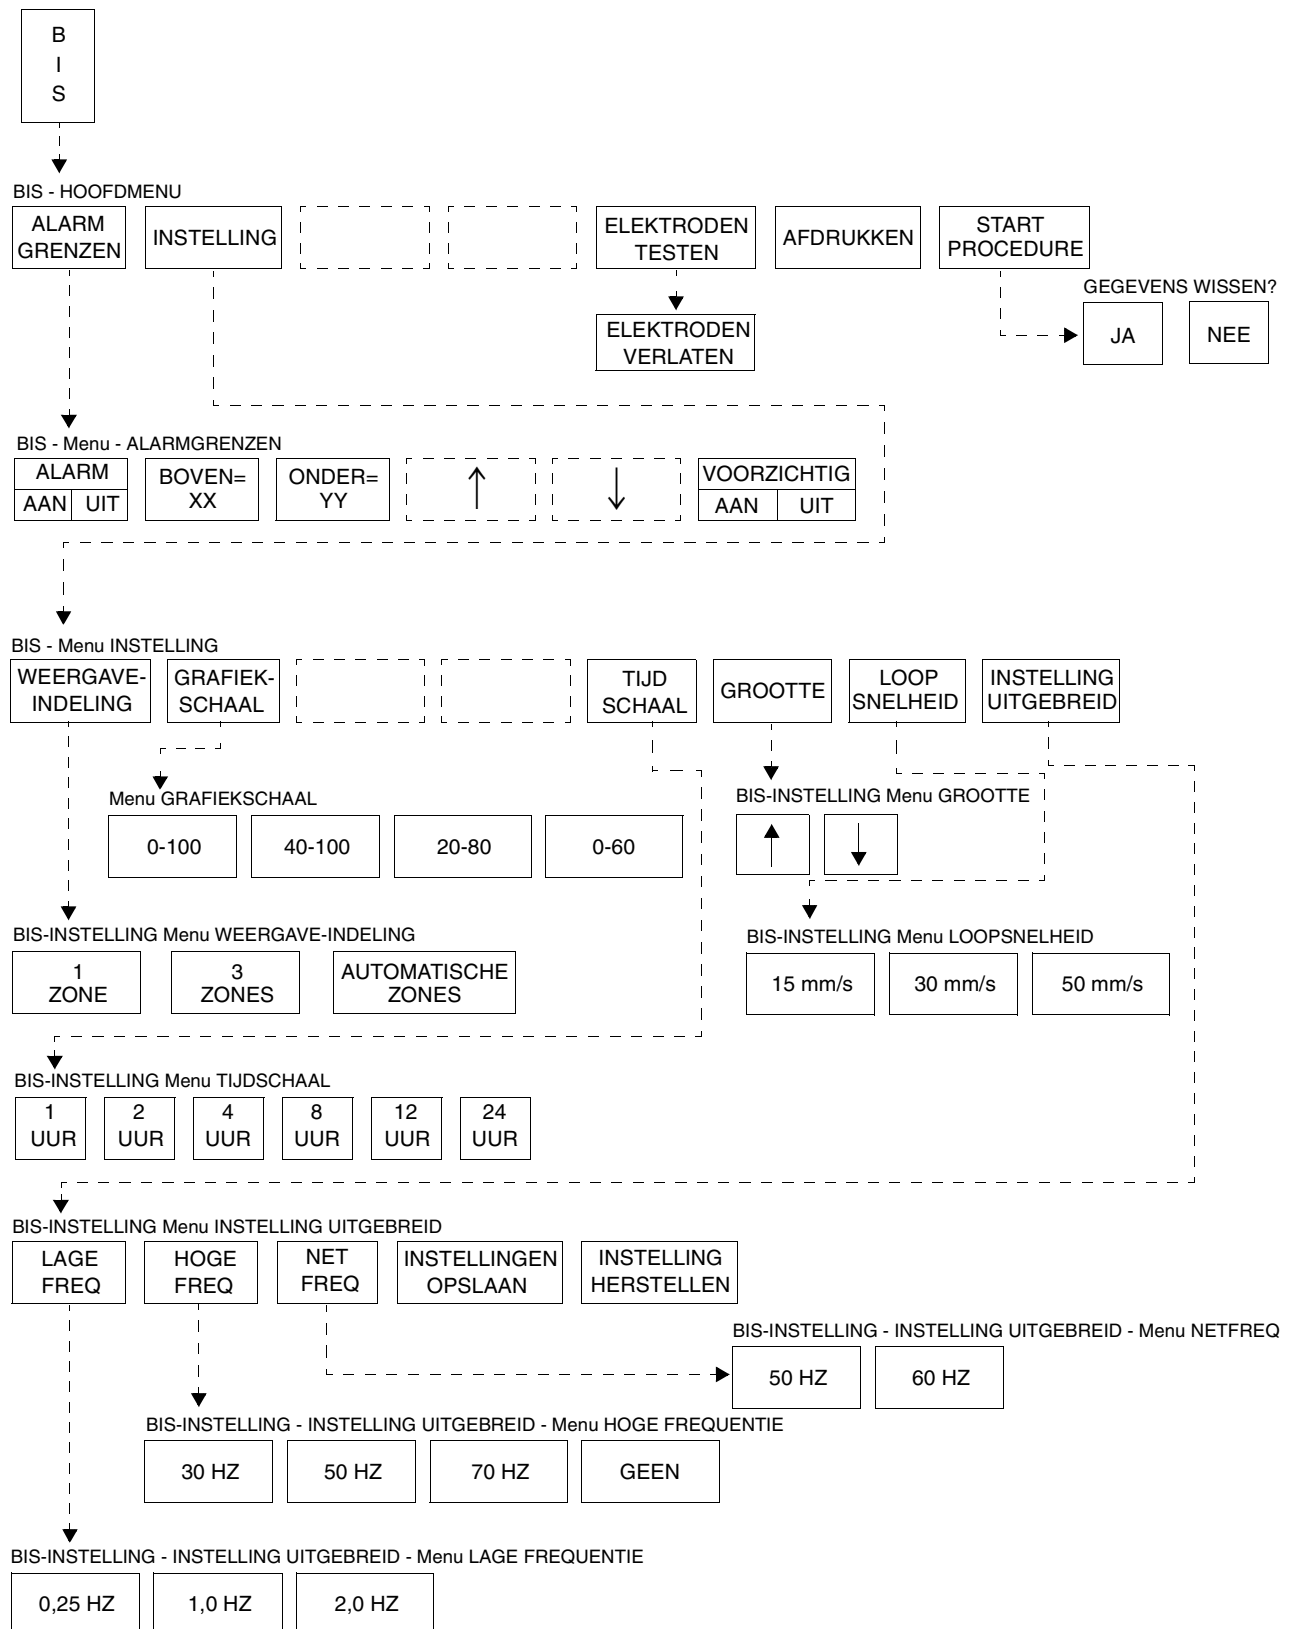 B
I
S
BIS - HOOFDMENU
ALARM
GRENZEN
INSTELLING
ELEKTRODEN
TESTEN
AFDRUKKEN
START
PROCEDURE
GEGEVENS WISSEN?
JA
NEE
ELEKTRODEN
VERLATEN
BIS - Menu - ALARMGRENZEN
ALARM
AAN UIT
BOVEN=
XX
ONDER=
YY
↑
↓
VOORZICHTIG
AAN UIT
BIS - Menu INSTELLING
WEERGAVE-
INDELING
GRAFIEK-
SCHAAL
TIJD
SCHAAL
GROOTTE
LOOP
SNELHEID
INSTELLING
UITGEBREID
Menu GRAFIEKSCHAAL
0-100
40-100
20-80
0-60
BIS-INSTELLING Menu GROOTTE
↑
↓
BIS-INSTELLING Menu WEERGAVE-INDELING
1
ZONE
3
ZONES
AUTOMATISCHE
ZONES
BIS-INSTELLING Menu LOOPSNELHEID
15 mm/s
30 mm/s
50 mm/s
BIS-INSTELLING Menu TIJDSCHAAL
1
UUR
2
UUR
4
UUR
8
UUR
12
UUR
24
UUR
BIS-INSTELLING Menu INSTELLING UITGEBREID
LAGE
FREQ
HOGE
FREQ
NET
FREQ
INSTELLINGEN
OPSLAAN
INSTELLING
HERSTELLEN
BIS-INSTELLING - INSTELLING UITGEBREID - Menu NETFREQ
50 HZ
60 HZ
BIS-INSTELLING - INSTELLING UITGEBREID - Menu HOGE FREQUENTIE
30 HZ
50 HZ
70 HZ
GEEN
BIS-INSTELLING - INSTELLING UITGEBREID - Menu LAGE FREQUENTIE
0,25 HZ
1,0 HZ
2,0 HZ